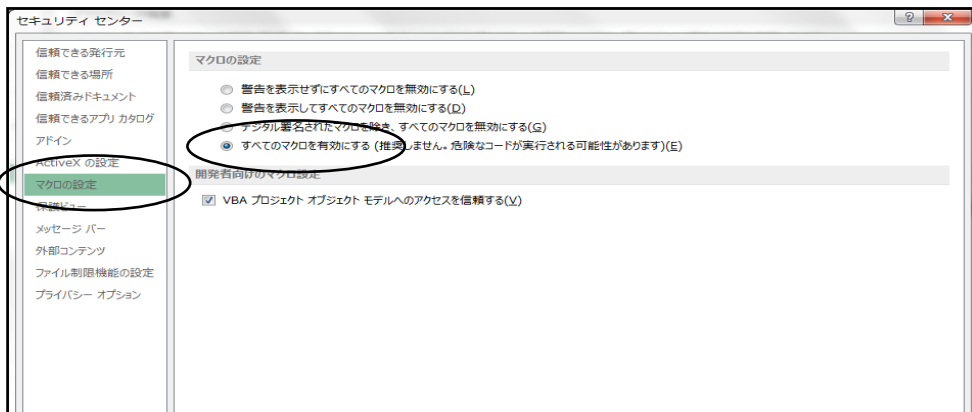 セキュリティ センター
信頼できる発行元
信頼できる場所
信頼済みドキュメント
信頼できるアプリ カタログ
アドイン
ActiveX の設定
マクロの設定
保護ビュー
メッセージ バー
外部コンテンツ
ファイル制限機能の設定
プライバシー オプション
マクロの設定
警告を表示せずにすべてのマクロを無効にする(L)
警告を表示してすべてのマクロを無効にする(D)
デジタル署名されたマクロを除き、すべてのマクロを無効にする(G)
すべてのマクロを有効にする (推奨しません。危険なコードが実行される可能性があります)(E)
開発者向けのマクロ設定
VBA プロジェクト オブジェクト モデルへのアクセスを信頼する(V)